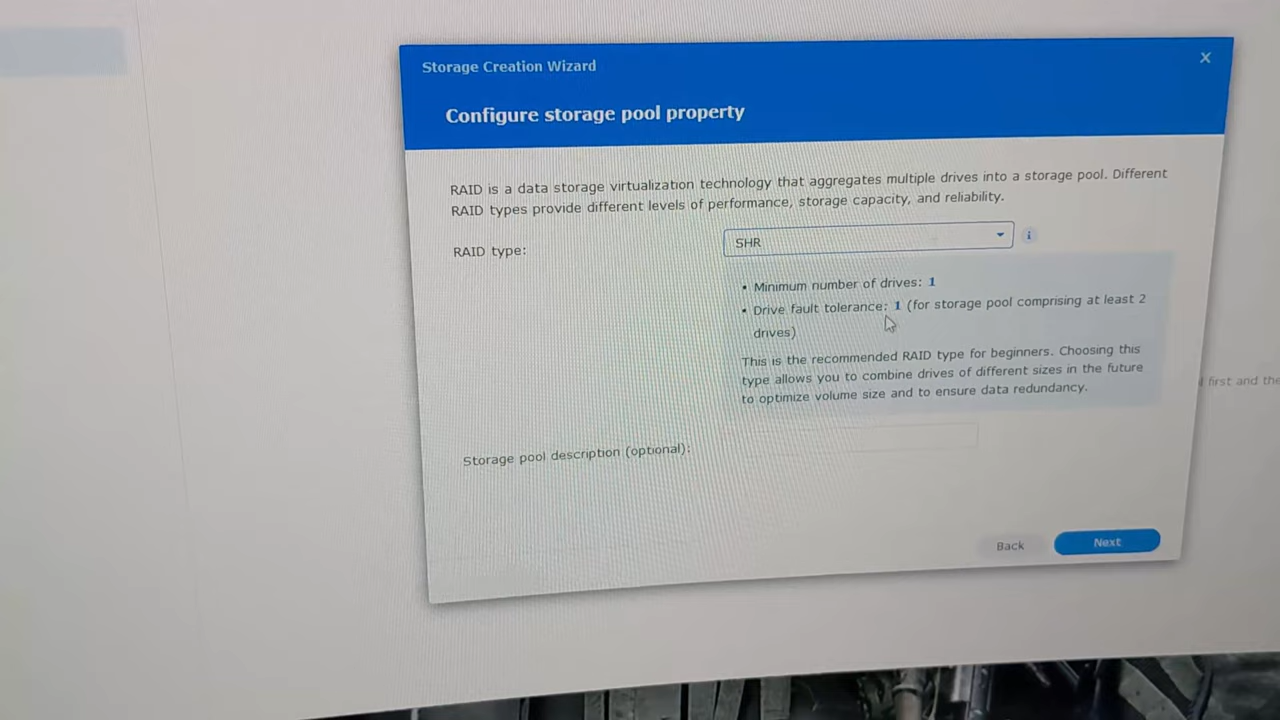 Storage Creation Wizard
X
Configure storage pool property
RAID is a data storage virtualization technology that aggregates multiple drives into a storage pool. Different
RAID types provide different levels of performance, storage capacity, and reliability.
RAID type:
SHR
i
• Minimum number of drives: 1
• Drive fault tolerance: 1 (for storage pool comprising at least 2
drives)
This is the recommended RAID type for beginners. Choosing this
type allows you to combine drives of different sizes in the future
to optimize volume size and to ensure data redundancy.
first and the
Storage pool description (optional):
Back
Next